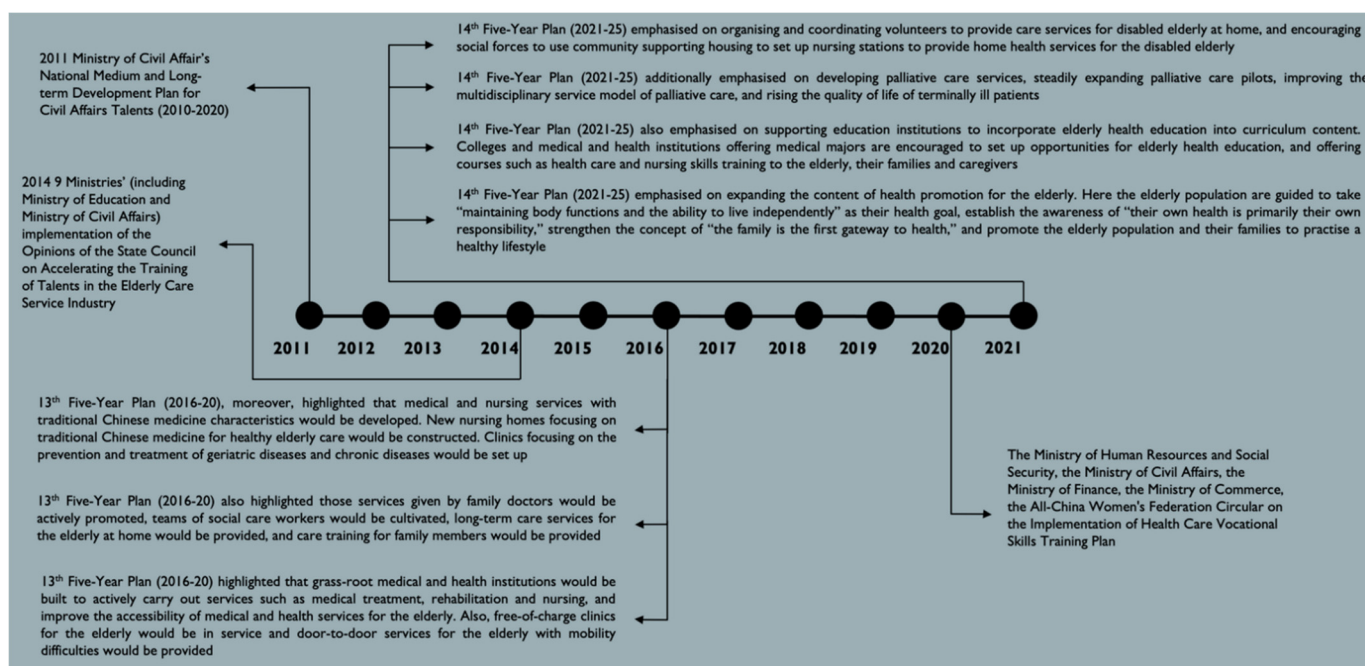 2011 Ministry of Civil Affair's
National Medium and Long-
term Development Plan for
Civil Affairs Talents (2010-2020)
2014 9 Ministries' (including
Ministry of Education and
Ministry of Civil Affairs)
implementation of the
Opinions of the State Council
on Accelerating the Training
of Talents in the Elderly Care
Service Industry
14th Five-Year Plan (2021-25) emphasised on organising and coordinating volunteers to provide care services for disabled elderly at home, and encouraging
social forces to use community supporting housing to set up nursing stations to provide home health services for the disabled elderly
14th Five-Year Plan (2021-25) additionally emphasised on developing palliative care services, steadily expanding palliative care pilots, improving the
multidisciplinary service model of palliative care, and rising the quality of life of terminally ill patients
14th Five-Year Plan (2021-25) also emphasised on supporting education institutions to incorporate elderly health education into curriculum content.
Colleges and medical and health institutions offering medical majors are encouraged to set up opportunities for elderly health education, and offering
courses such as health care and nursing skills training to the elderly, their families and caregivers
14th Five-Year Plan (2021-25) emphasised on expanding the content of health promotion for the elderly. Here the elderly population are guided to take
“maintaining body functions and the ability to live independently” as their health goal, establish the awareness of “their own health is primarily their own
responsibility,” strengthen the concept of “the family is the first gateway to health,” and promote the elderly population and their families to practise a
healthy lifestyle
2011 2012 2013 2014 2015 2016 2017 2018 2019 2020 2021
13th Five-Year Plan (2016-20), moreover, highlighted that medical and nursing services with
traditional Chinese medicine characteristics would be developed. New nursing homes focusing on
traditional Chinese medicine for healthy elderly care would be constructed. Clinics focusing on the
prevention and treatment of geriatric diseases and chronic diseases would be set up
13th Five-Year Plan (2016-20) also highlighted those services given by family doctors would be
actively promoted, teams of social care workers would be cultivated, long-term care services for
the elderly at home would be provided, and care training for family members would be provided
13th Five-Year Plan (2016-20) highlighted that grass-root medical and health institutions would be
built to actively carry out services such as medical treatment, rehabilitation and nursing, and
improve the accessibility of medical and health services for the elderly. Also, free-of-charge clinics
for the elderly would be in service and door-to-door services for the elderly with mobility
difficulties would be provided
The Ministry of Human Resources and Social
Security, the Ministry of Civil Affairs, the
Ministry of Finance, the Ministry of Commerce,
the All-China Women's Federation Circular on
the Implementation of Health Care Vocational
Skills Training Plan